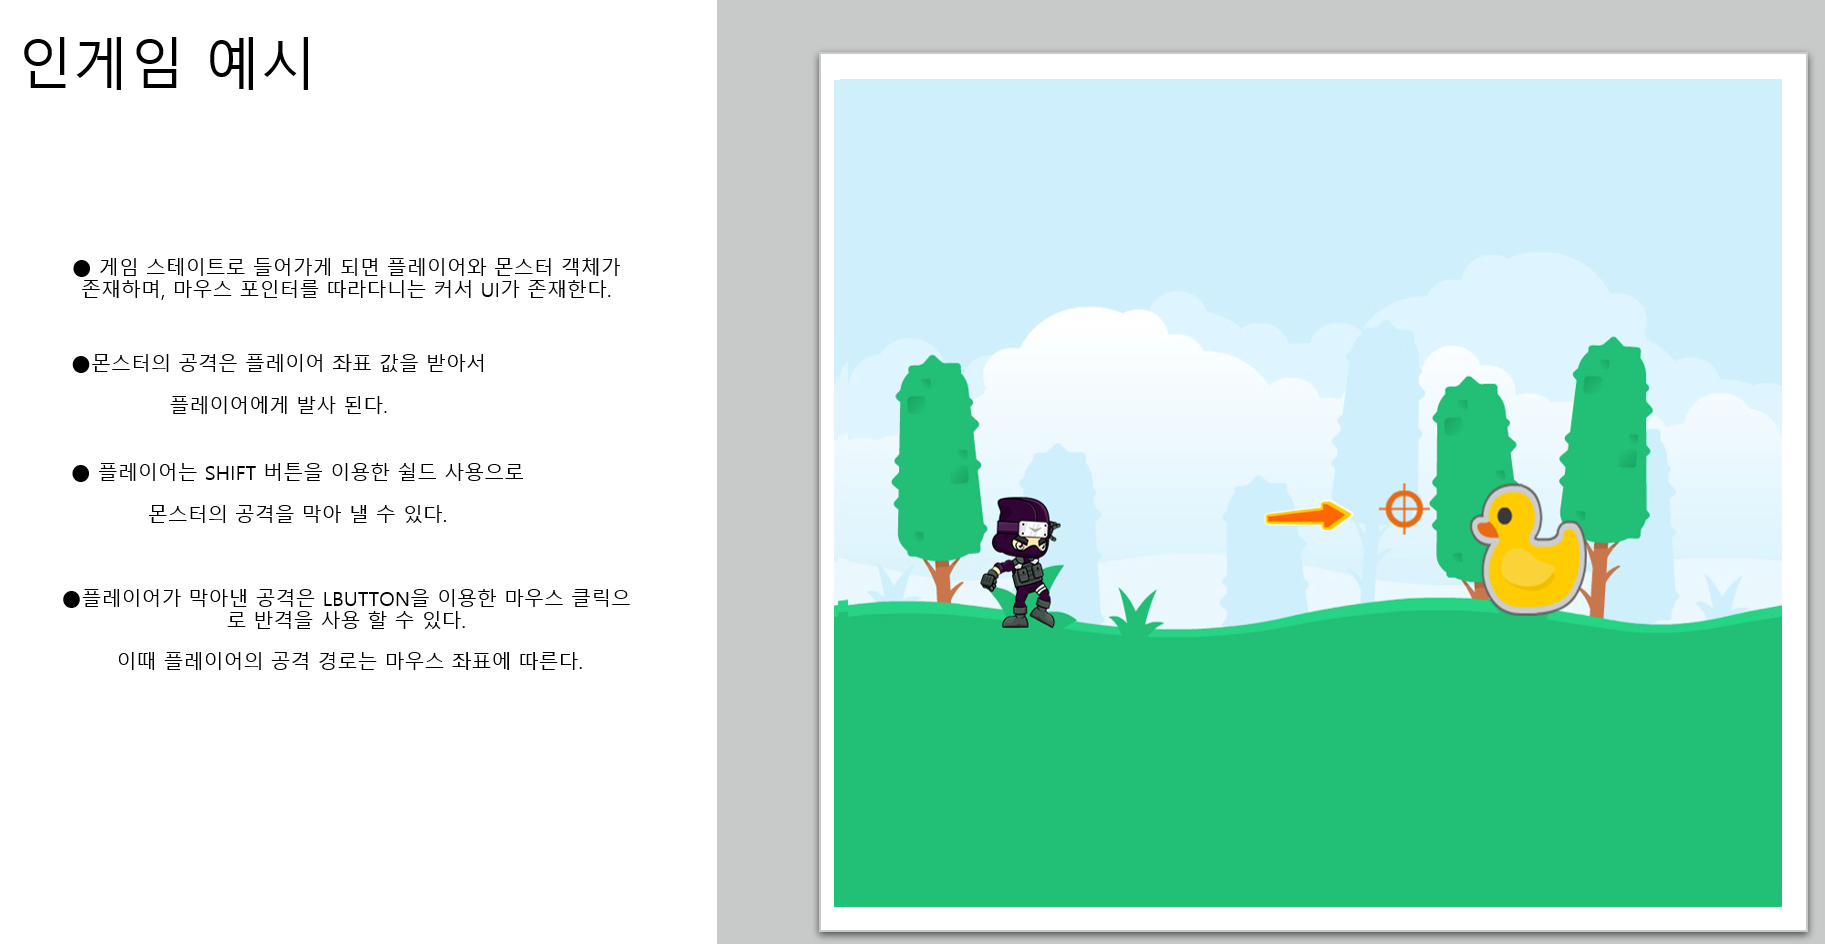 인게임 예시
● 게임 스테이트로 들어가게 되면 플레이어와 몬스터 객체가
존재하며, 마우스 포인터를 따라다니는 커서 UI가 존재한다.
●몬스터의 공격은 플레이어 좌표 값을 받아서
플레이어에게 발사 된다.
● 플레이어는 SHIFT 버튼을 이용한 쉴드 사용으로
몬스터의 공격을 막아 낼 수 있다.
●플레이어가 막아낸 공격은 LBUTTON을 이용한 마우스 클릭으
로 반격을 사용 할 수 있다.
이때 플레이어의 공격 경로는 마우스 좌표에 따른다.